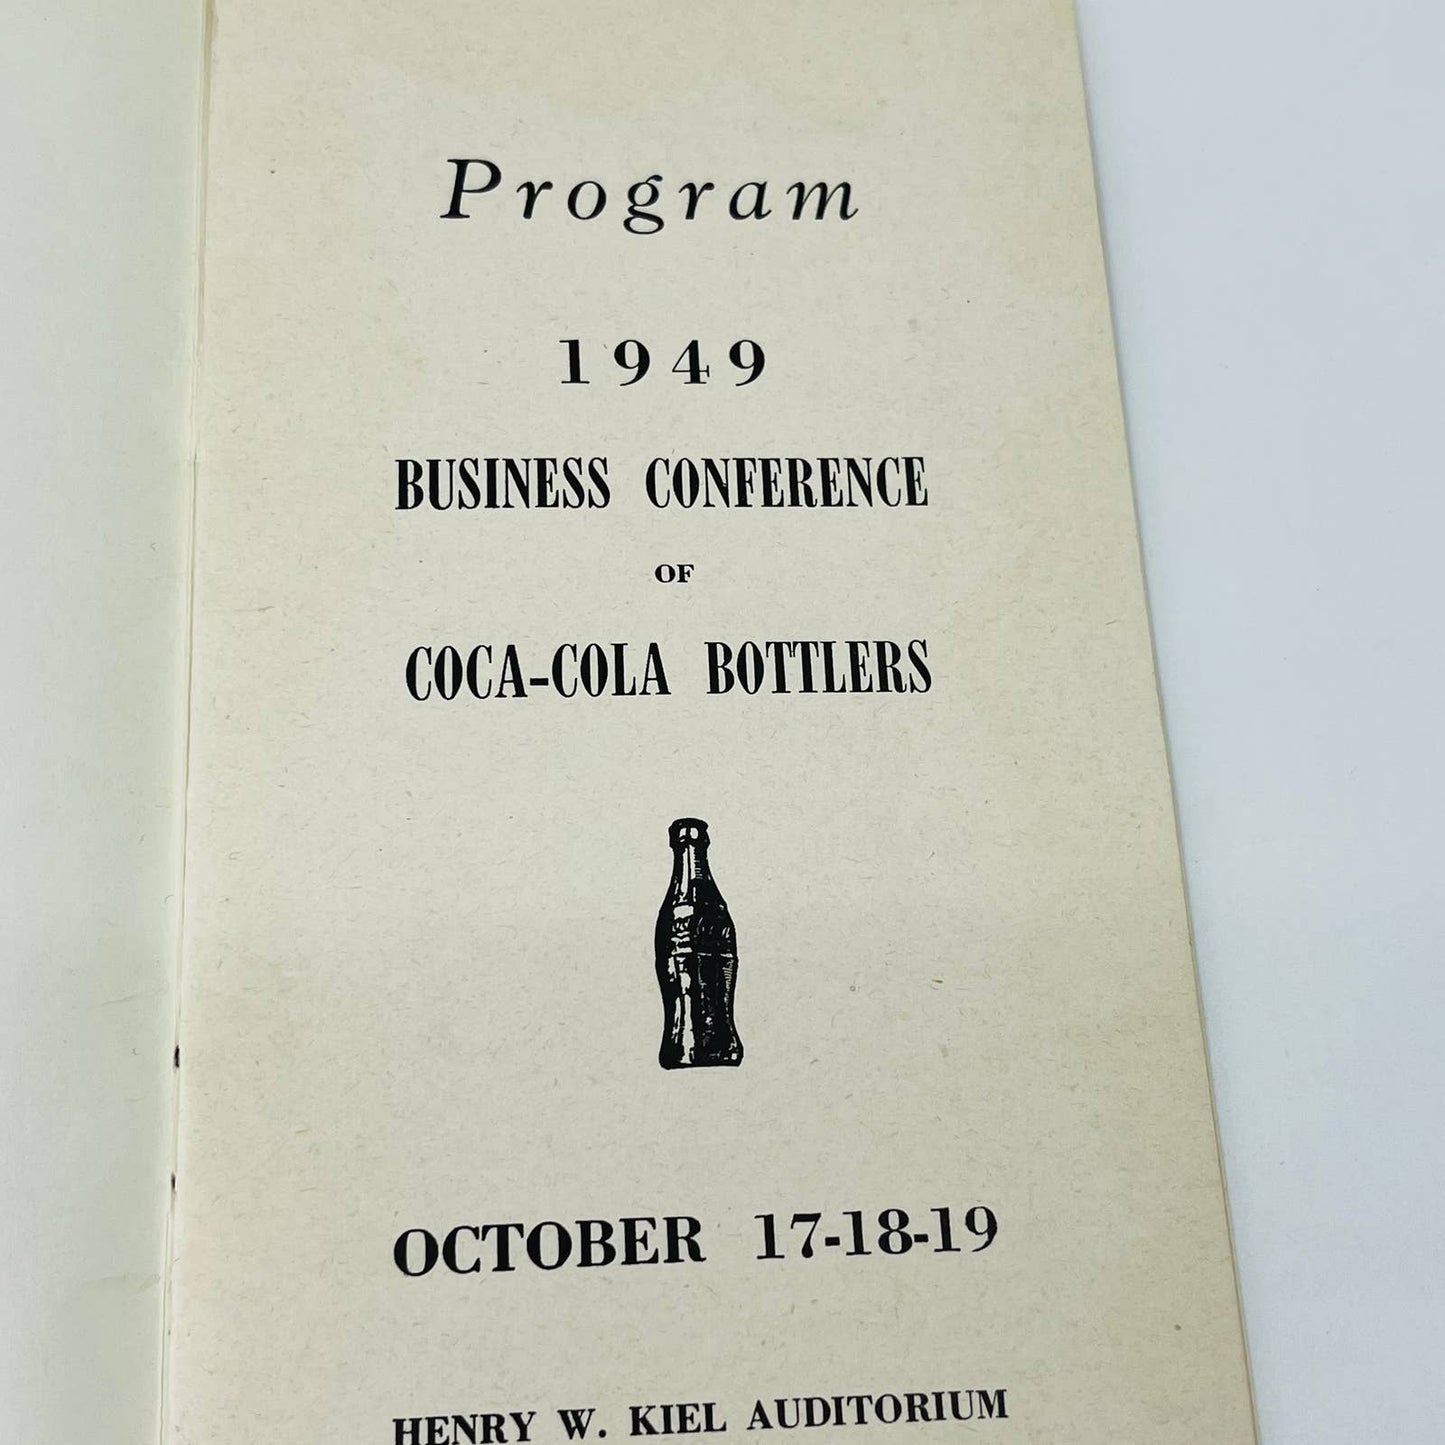 Program
1949
BUSINESS CONFERENCE
OF
COCA-COLA BOTTLERS
OCTOBER 17-18-19
HENRY W. KIEL AUDITORIUM